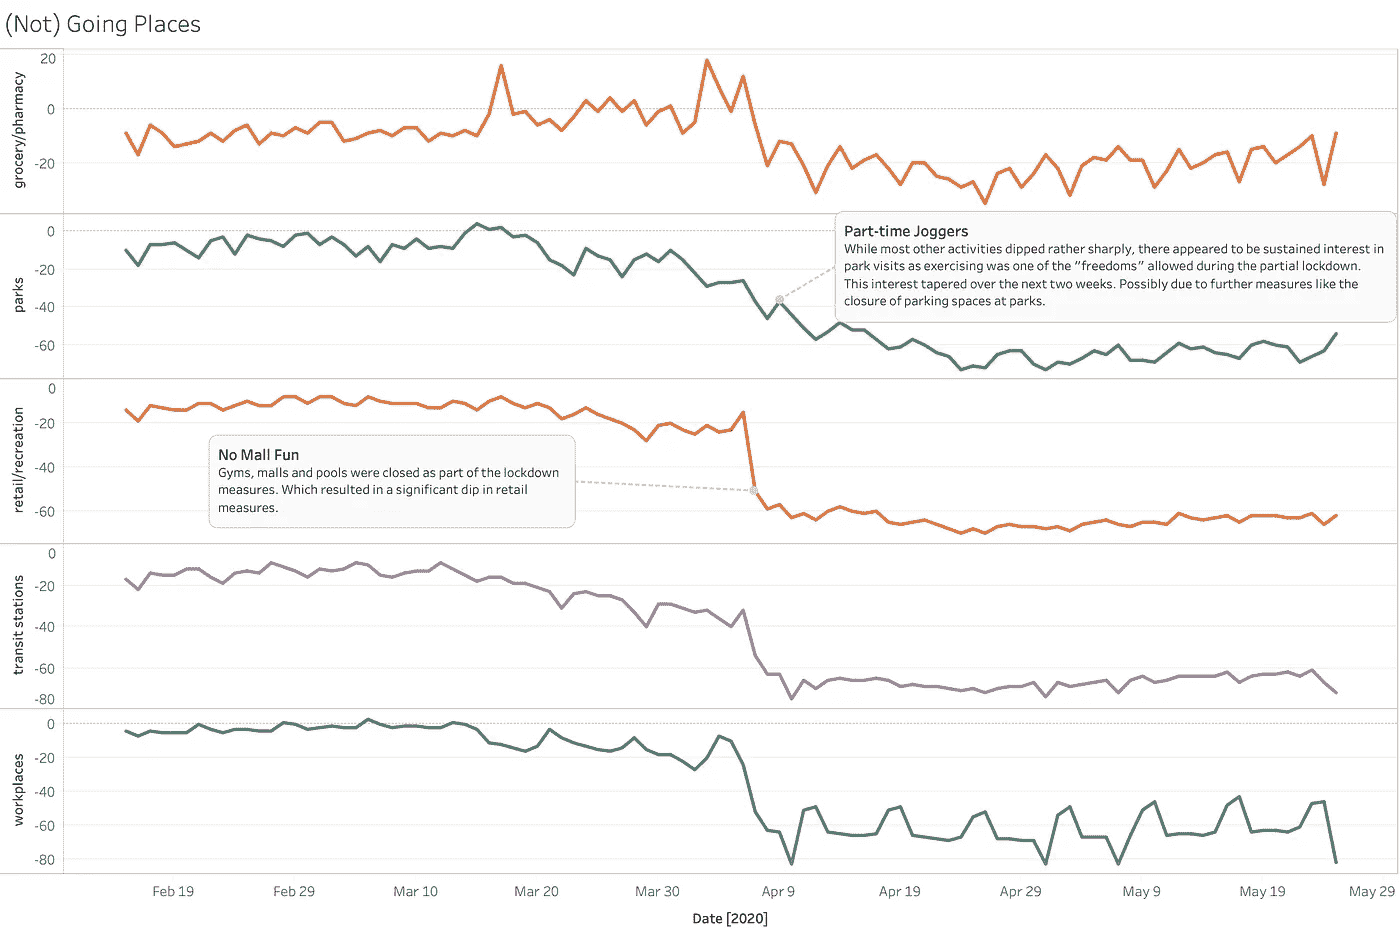 (Not) Going Places
grocery/pharmacy
20
0
-20
parks
0
-20
-40
-60
Part-time Joggers
While most other activities dipped rather sharply, there appeared to be sustained interest in
park visits as exercising was one of the "freedoms" allowed during the partial lockdown.
This interest tapered over the next two weeks. Possibly due to further measures like the
closure of parking spaces at parks.
retail/recreation
0
-20
-40
-60
No Mall Fun
Gyms, malls and pools were closed as part of the lockdown
measures. Which resulted in a significant dip in retail
measures.
transit stations
0
-20
-40
-60
-80
workplaces
0
-20
-40
-60
-80
Feb 19 Feb 29 Mar 10 Mar 20 Mar 30 Apr 9 Apr 19 Apr 29 May 9 May 19 May 29
Date [2020]